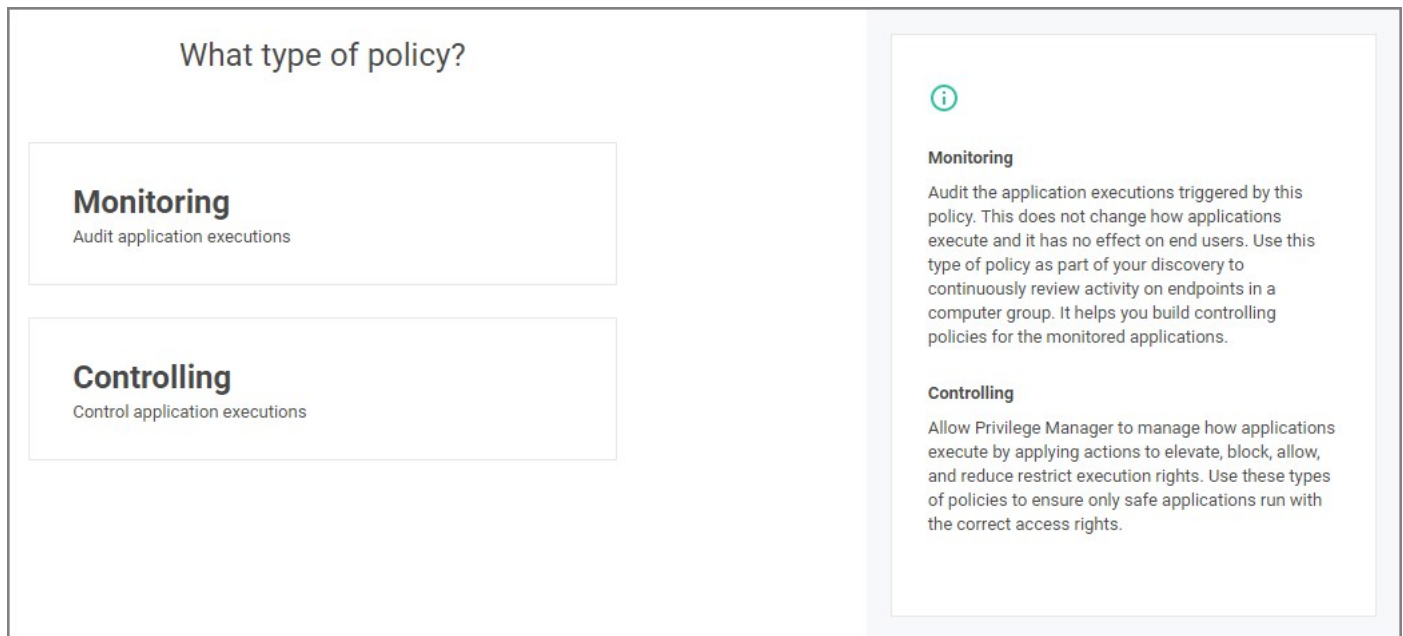 What type of policy?
Monitoring
Audit application executions
Controlling
Control application executions
Monitoring
Audit the application executions triggered by this
policy. This does not change how applications
execute and it has no effect on end users. Use this
type of policy as part of your discovery to
continuously review activity on endpoints in a
computer group. It helps you build controlling
policies for the monitored applications.
Controlling
Allow Privilege Manager to manage how applications
execute by applying actions to elevate, block, allow,
and reduce restrict execution rights. Use these types
of policies to ensure only safe applications run with
the correct access rights.